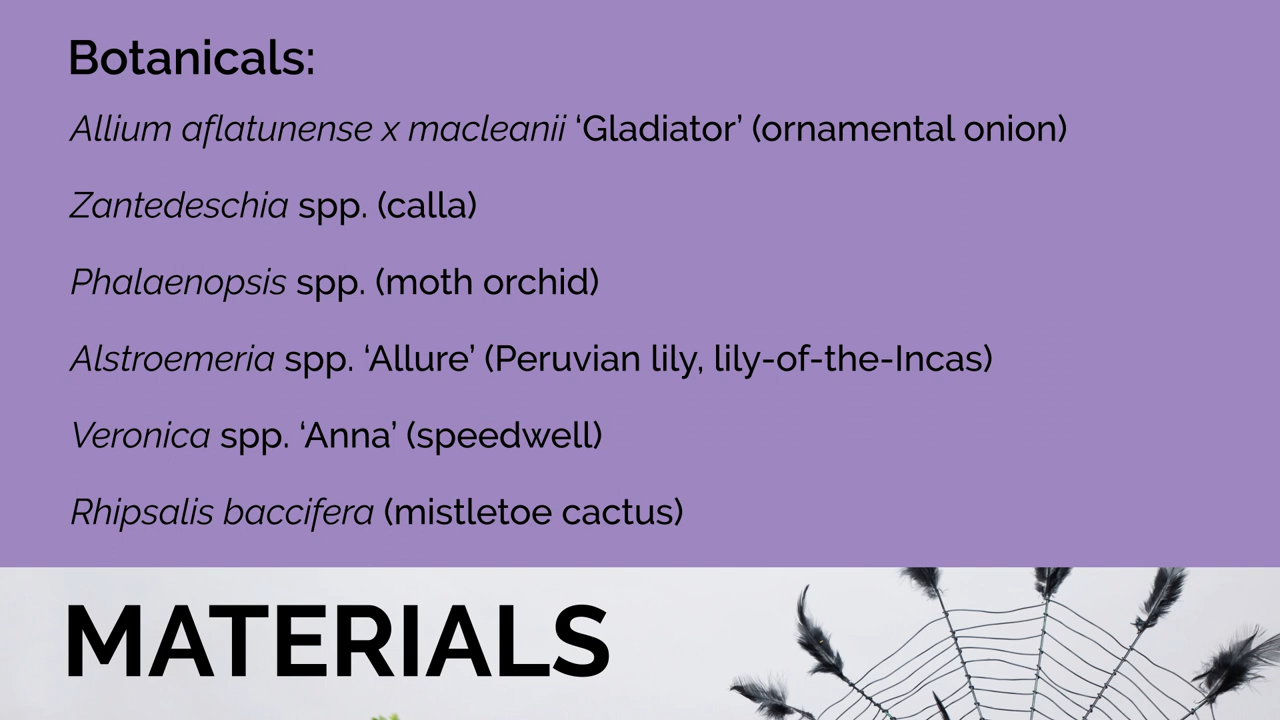 Botanicals:
Allium aflatunense x macleanii ‘Gladiator’ (ornamental onion)
Zantedeschia spp. (calla)
Phalaenopsis spp. (moth orchid)
Alstroemeria spp. ‘Allure’ (Peruvian lily, lily-of-the-Incas)
Veronica spp. ‘Anna’ (speedwell)
Rhipsalis baccifera (mistletoe cactus)
MATERIALS